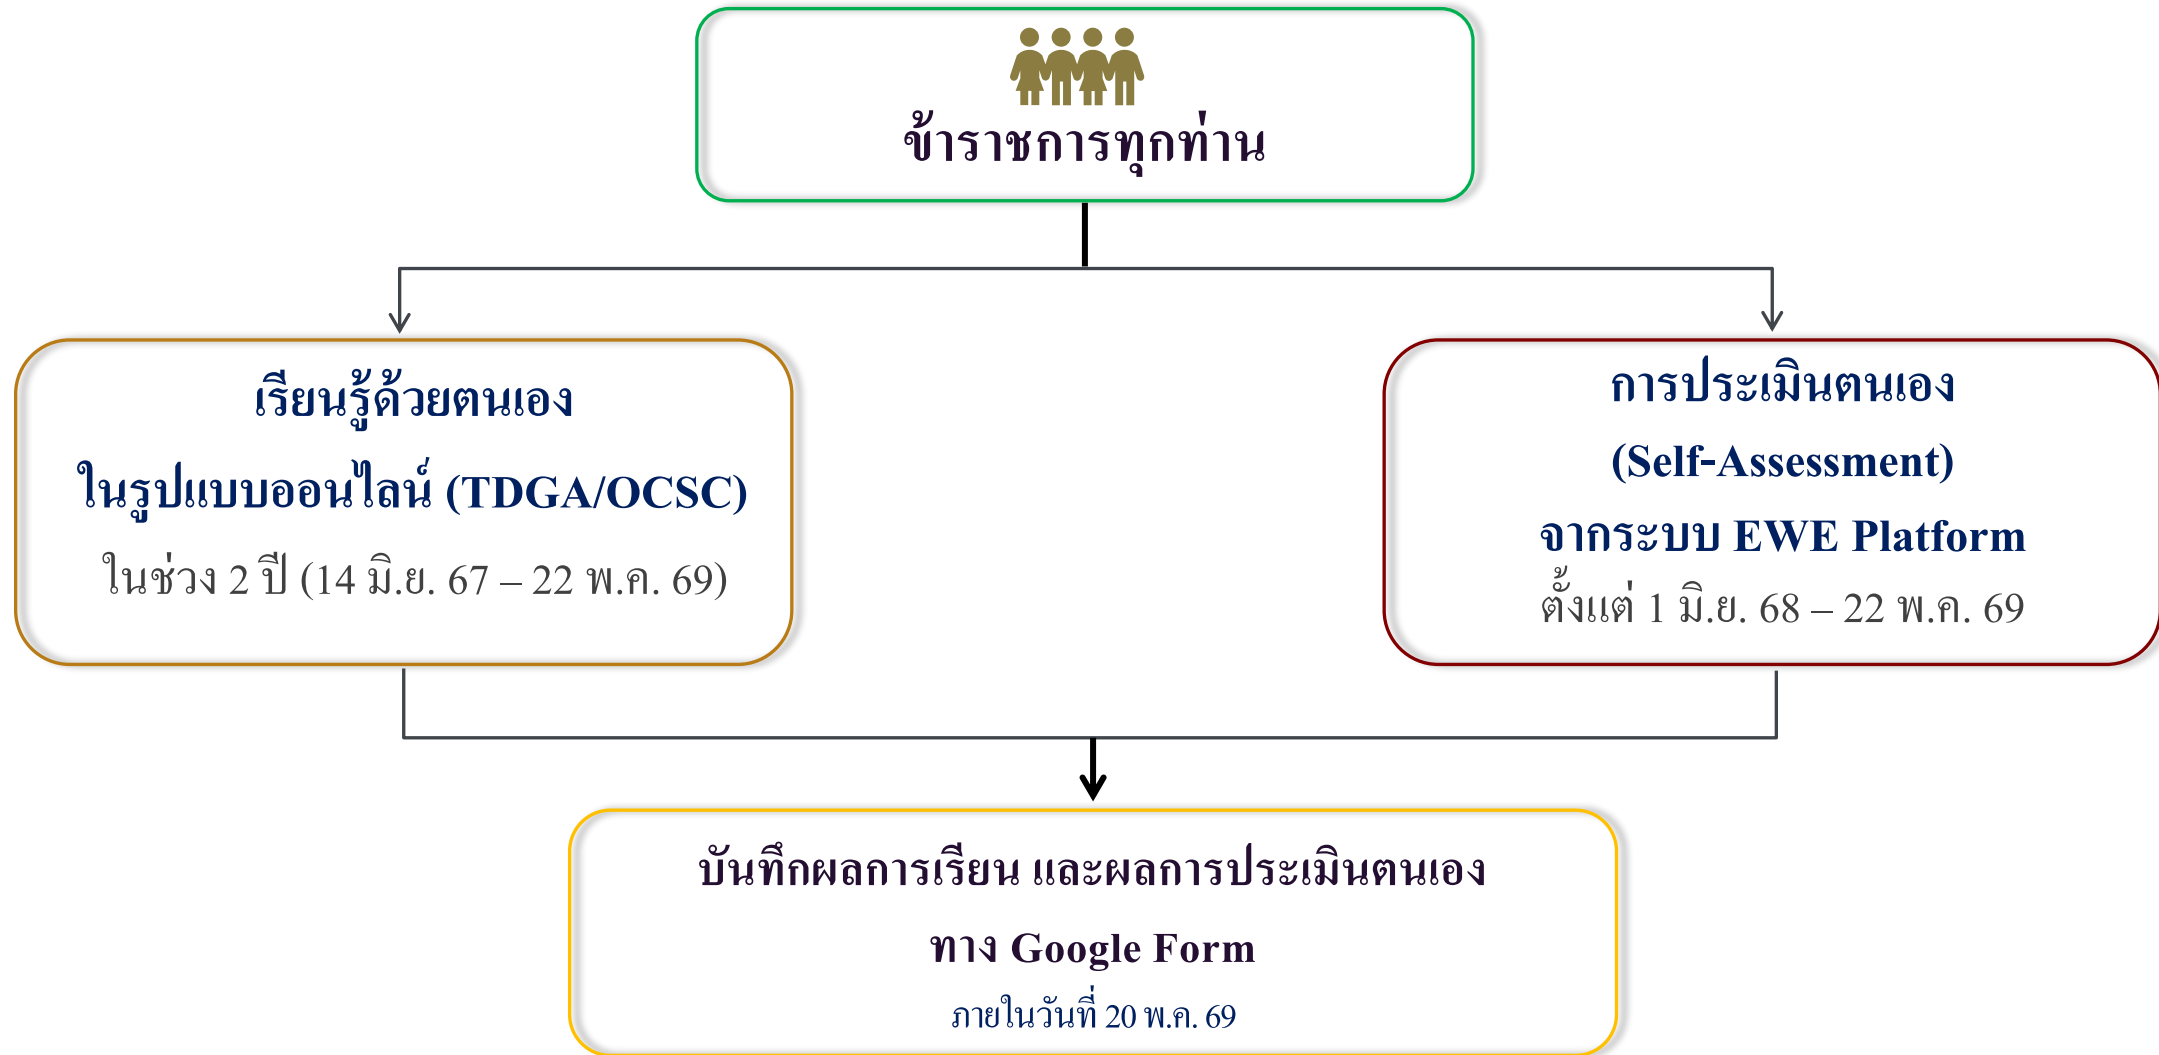 ข้าราชการทุกท่าน
เรียนรู้ด้วยตนเอง
ในรูปแบบออนไลน์ (TDGA/OCSC)
ในช่วง 2 ปี (14 มิ.ย. 67 – 22 พ.ค. 69)
การประเมินตนเอง
(Self-Assessment)
จากระบบ EWE Platform
ตั้งแต่ 1 มิ.ย. 68 – 22 พ.ค. 69
บันทึกผลการเรียน และผลการประเมินตนเอง
ทาง Google Form
ภายในวันที่ 20 พ.ค. 69